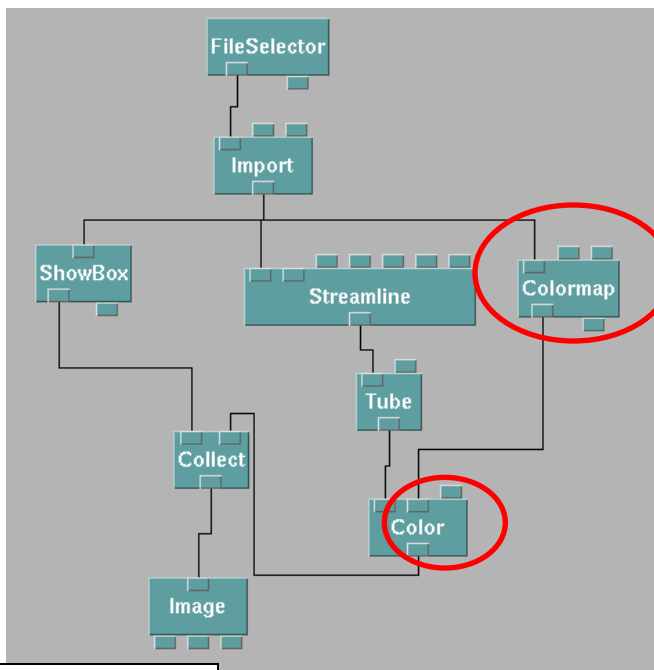 FileSelector
Import
ShowBox
Streamline
Colormap
Tube
Collect
Color
Image